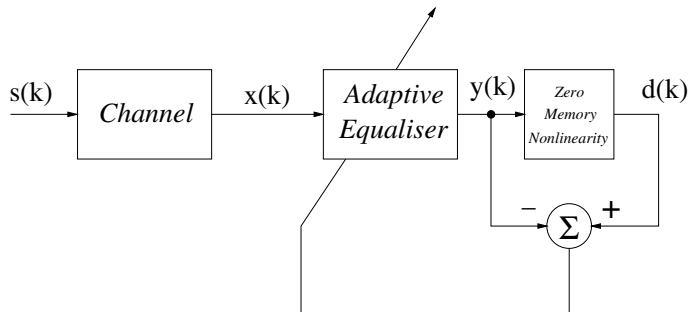 s(k)
Channel
x(k)
Adaptive
Equaliser
y(k)
Zero
Memory
Nonlinearity
d(k)
−
Σ
+